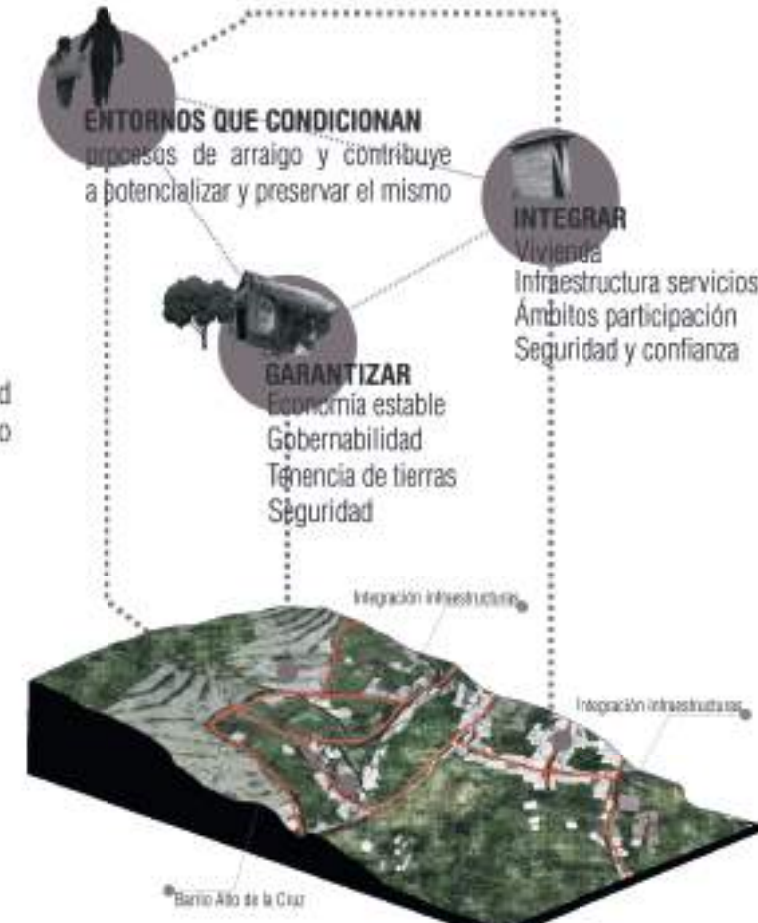 ENTORNOS QUE CONDICIONAN
procesos de arraigo y contribuye
a potencializar y preservar el mismo
INTEGRAR
Vivienda
Infraestructura servicios
Ámbitos participación
Seguridad y confianza
GARANTIZAR
Economía estable
Gobernabilidad
Tenencia de tierras
Seguridad
d
o
Integración infraestructuras
Integración infraestructuras
Barrio Alto de la Cruz